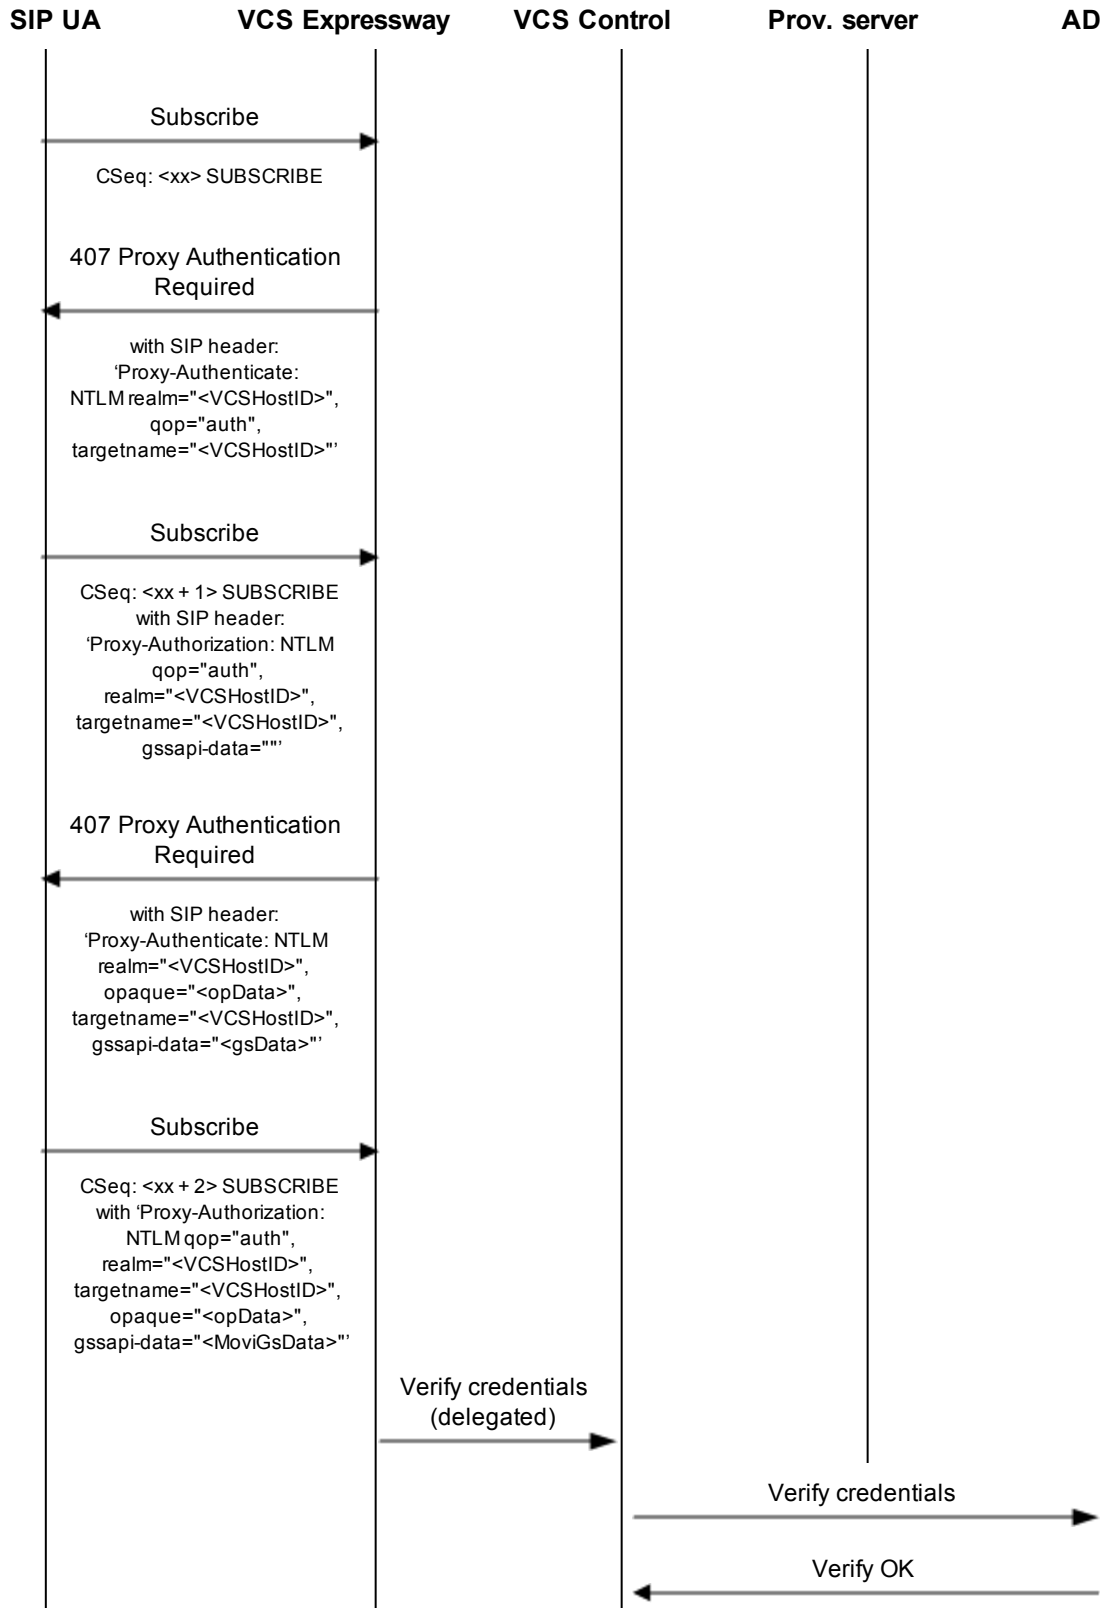 SIP UA VCS Expressway VCS Control Prov. server AD
Subscribe
CSeq: <xx> SUBSCRIBE
407 Proxy Authentication
Required
with SIP header:
‘Proxy-Authenticate:
NTLM realm="<VCSHostID>",
qop="auth",
targetname="<VCSHostID>"’
Subscribe
CSeq: <xx + 1> SUBSCRIBE
with SIP header:
‘Proxy-Authorization: NTLM
qop="auth",
realm="<VCSHostID>",
targetname="<VCSHostID>",
gssapi-data=""’
407 Proxy Authentication
Required
with SIP header:
‘Proxy-Authenticate: NTLM
realm="<VCSHostID>",
opaque="<opData>",
targetname="<VCSHostID>",
gssapi-data="<gsData>"’
Subscribe
CSeq: <xx + 2> SUBSCRIBE
with ‘Proxy-Authorization:
NTLM qop="auth",
realm="<VCSHostID>",
targetname="<VCSHostID>",
opaque="<opData>",
gssapi-data="<MoviGsData>"’
Verify credentials
(delegated)
Verify credentials
Verify OK